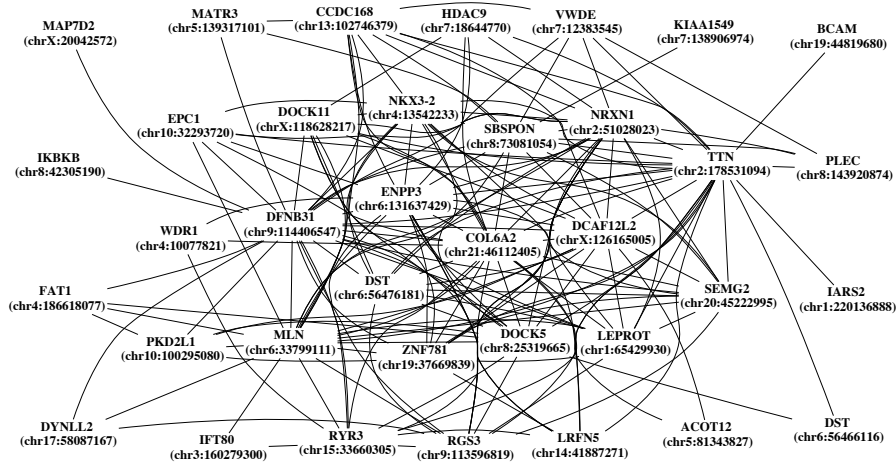 MAP7D2
(chrX:20042572)
MATR3
(chr5:139317101)
CCDC168
(chr13:102746379)
HDAC9
(chr7:18644770)
VWDE
(chr7:12383545)
KIAA1549
(chr7:138906974)
BCAM
(chr19:44819680)
EPC1
(chr10:32293720)
DOCK11
(chrX:118628217)
NKX3-2
(chr4:13542233)
SBSPON
(chr8:73081054)
NRXN1
(chr2:51028023)
TTN
(chr2:178531094)
PLEC
(chr8:143920874)
IKBKB
(chr8:42305190)
WDR1
(chr4:10077821)
DFNB31
(chr9:114406547)
ENPP3
(chr6:131637429)
COL6A2
(chr21:46112405)
DCAF12L2
(chrX:126165005)
FAT1
(chr4:186618077)
DST
(chr6:56476181)
SEMG2
(chr20:45222995)
IARS2
(chr1:220136888)
PKD2L1
(chr10:100295080)
MLN
(chr6:33799111)
ZNF781
(chr19:37669839)
DOCK5
(chr8:25319665)
LEPROT
(chr1:65429930)
DYNLL2
(chr17:58087167)
IFT80
(chr3:160279300)
RYR3
(chr15:33660305)
RGS3
(chr9:113596819)
LRFN5
(chr14:41887271)
ACOT12
(chr5:81343827)
DST
(chr6:56466116)